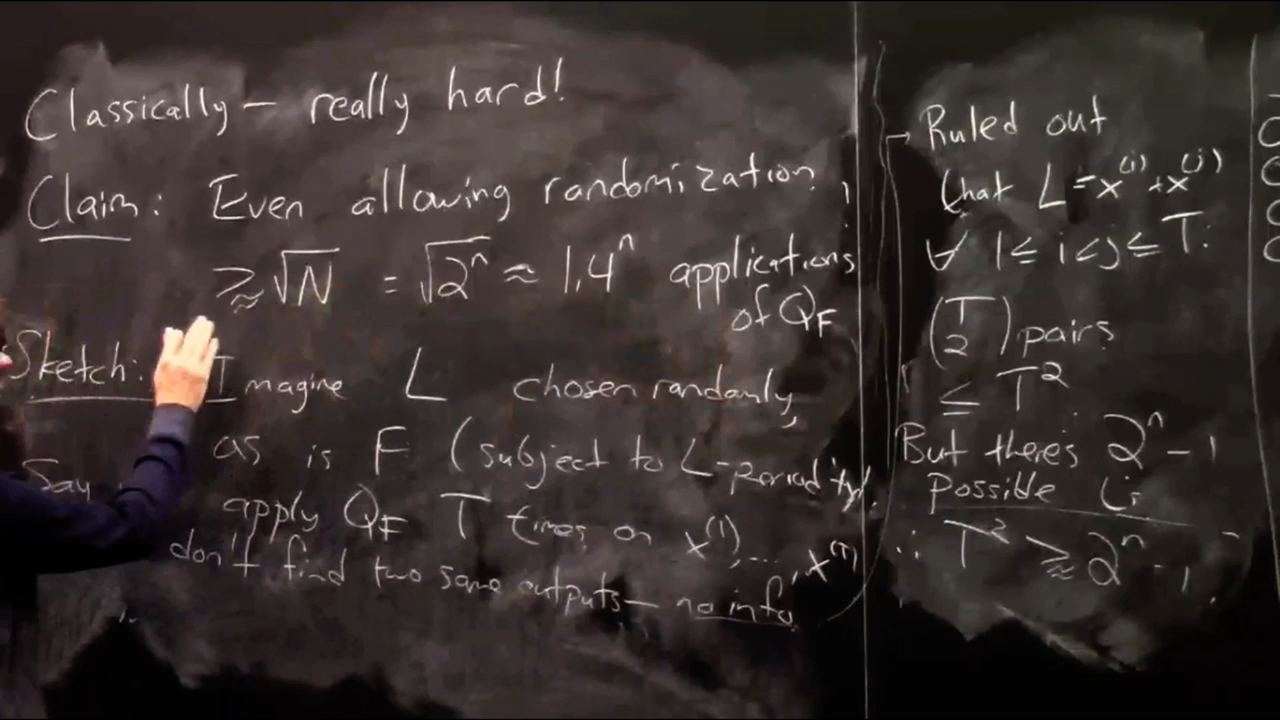 Classically – really hard!
Claim: Even allowing randomization,
⪆ √N = √2ⁿ ≈ 1.4ⁿ applications
of Q_F
Sketch: Imagine L chosen randomly,
as is F (subject to L-periodicity).
Say apply Q_F T times on x⁽¹⁾, ..., x⁽ᵀ⁾
don't find two same outputs — no info.
→ Ruled out
that L = x⁽ⁱ⁾ + x⁽ʲ⁾
∀ 1 ≤ i < j ≤ T.
(T 2) pairs
≤ T²
But there's 2ⁿ - 1
possible L's
∴ T² ⪆ 2ⁿ - 1.